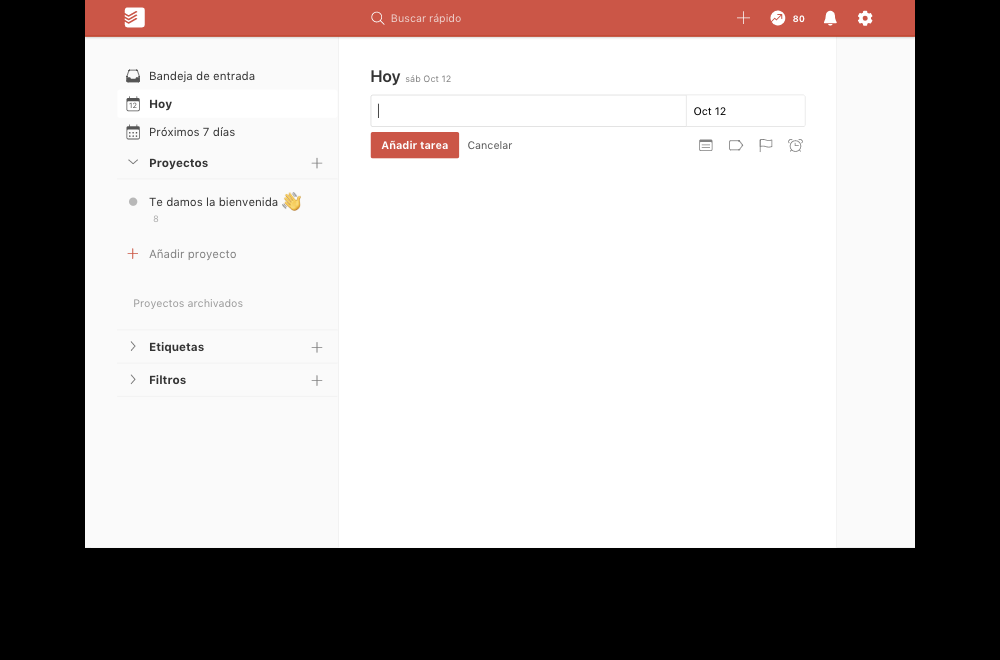 Buscar rápido
80
Bandeja de entrada
12 Hoy
Próximos 7 días
Proyectos
Te damos la bienvenida 👋
8
Añadir proyecto
Proyectos archivados
Etiquetas
Filtros
Hoy sáb Oct 12
Oct 12
Añadir tarea Cancelar